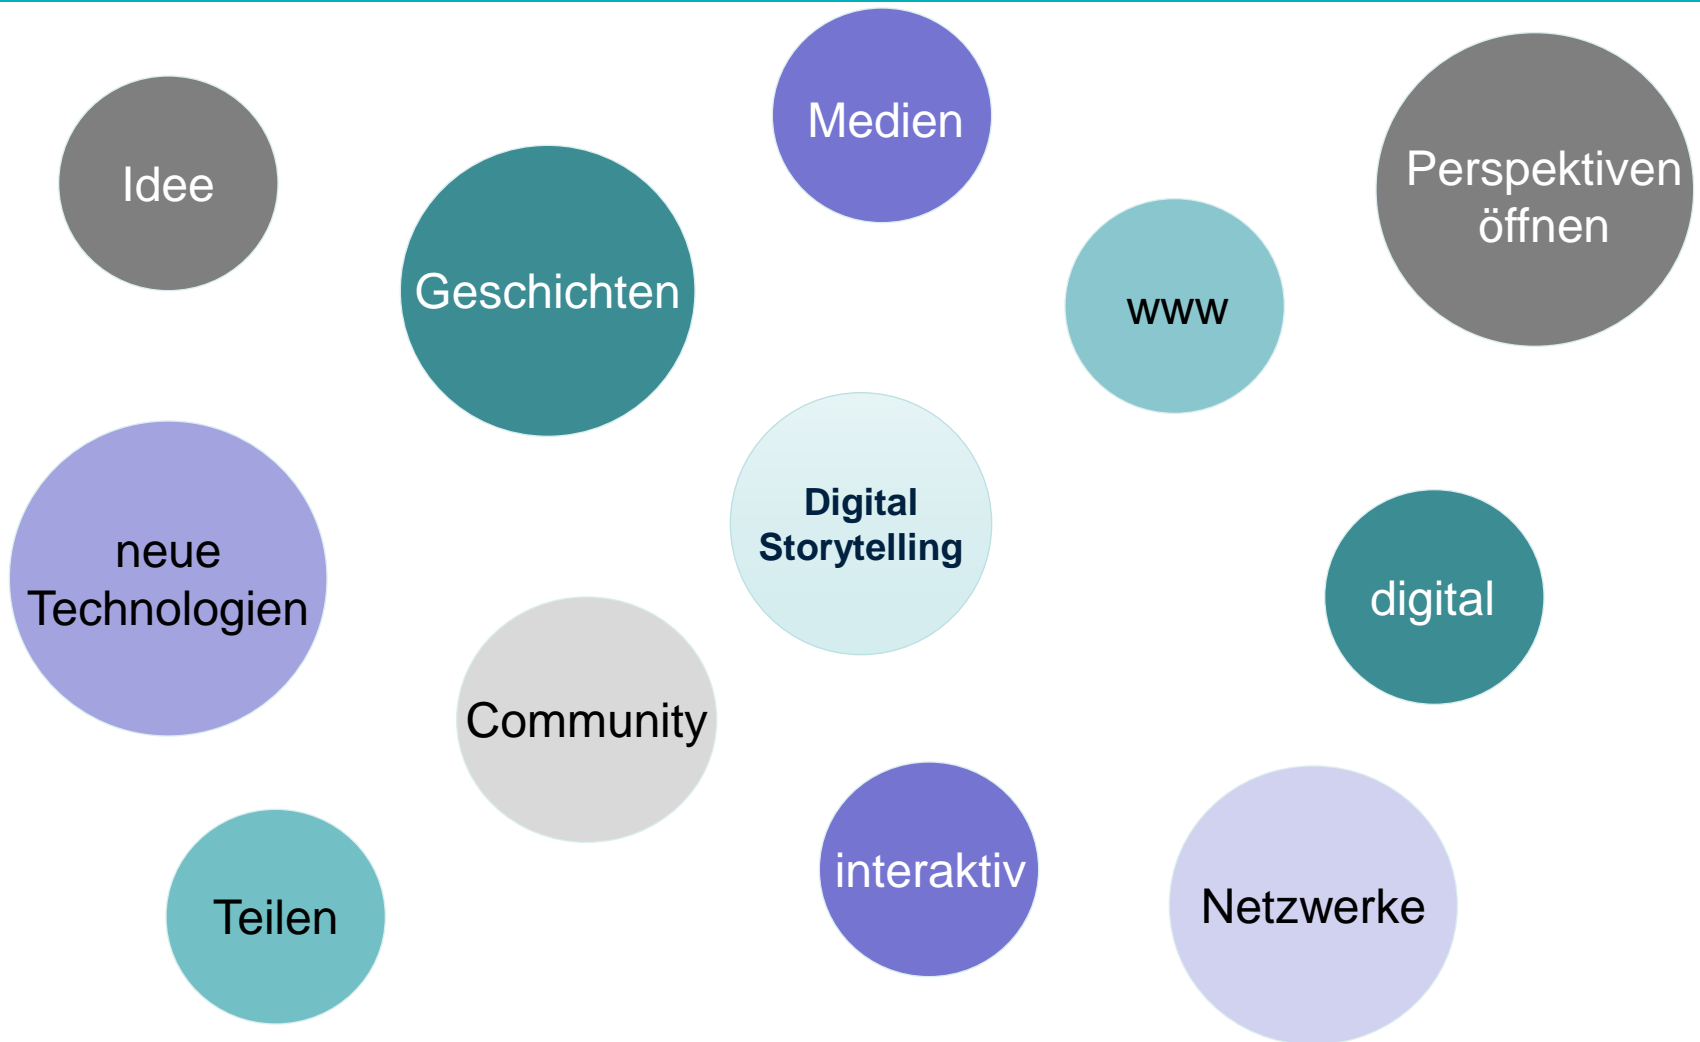 Medien
Perspektiven
öffnen
Idee
Geschichten
www
Digital
Storytelling
neue
Technologien
digital
Community
interaktiv
Netzwerke
Teilen